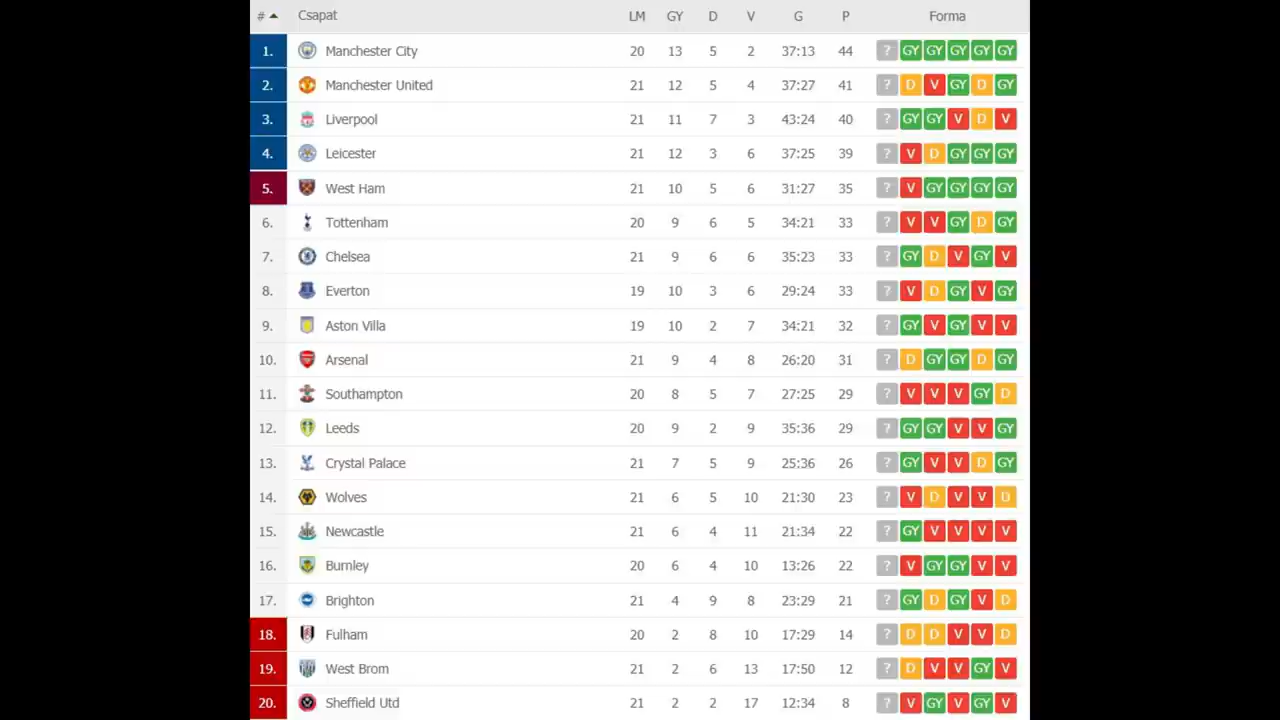 # Csapat LM GY D V G P Forma
1. Manchester City 20 13 5 2 37:13 44 ? GY GY GY GY GY
2. Manchester United 21 12 5 4 37:27 41 ? D V GY D GY
3. Liverpool 21 11 7 3 43:24 40 ? GY GY V D V
4. Leicester 21 12 3 6 37:25 39 ? V D GY GY GY
5. West Ham 21 10 5 6 31:27 35 ? V GY GY GY GY
6. Tottenham 20 9 6 5 34:21 33 ? V V GY D GY
7. Chelsea 21 9 6 6 35:23 33 ? GY D V GY V
8. Everton 19 10 3 6 29:24 33 ? V D GY V GY
9. Aston Villa 19 10 2 7 34:21 32 ? GY V GY V V
10. Arsenal 21 9 4 8 26:20 31 ? D GY GY D GY
11. Southampton 20 8 5 7 27:25 29 ? V V V GY D
12. Leeds 20 9 2 9 35:36 29 ? GY GY V V GY
13. Crystal Palace 21 7 5 9 25:36 26 ? GY V V D GY
14. Wolves 21 6 5 10 21:30 23 ? V D V V D
15. Newcastle 21 6 4 11 21:34 22 ? GY V V V V
16. Burnley 20 6 4 10 13:26 22 ? V GY GY V V
17. Brighton 21 4 9 8 23:29 21 ? GY D GY V D
18. Fulham 20 2 8 10 17:29 14 ? D D V V D
19. West Brom 21 2 6 13 17:50 12 ? D V V GY V
20. Sheffield Utd 21 2 2 17 12:34 8 ? V GY V GY V